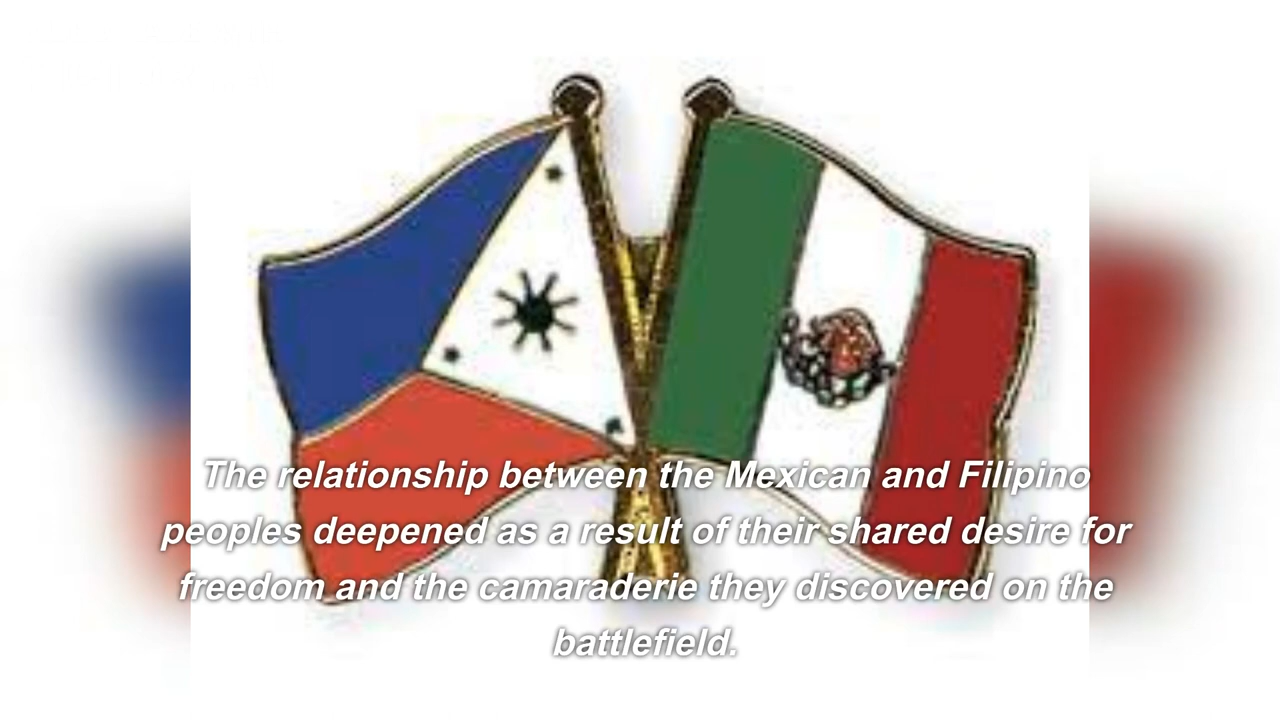 The relationship between the Mexican and Filipino
peoples deepened as a result of their shared desire for
freedom and the camaraderie they discovered on the
battlefield.